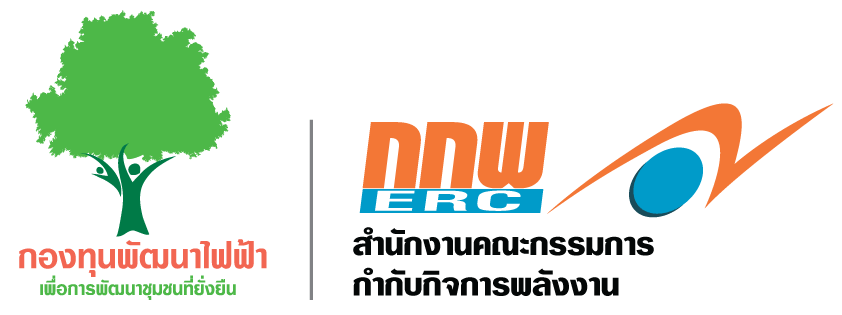 กองทุนพัฒนาไฟฟ้า
เพื่อการพัฒนาชุมชนที่ยั่งยืน
กกพ
ERC
สำนักงานคณะกรรมการ
กำกับกิจการพลังงาน